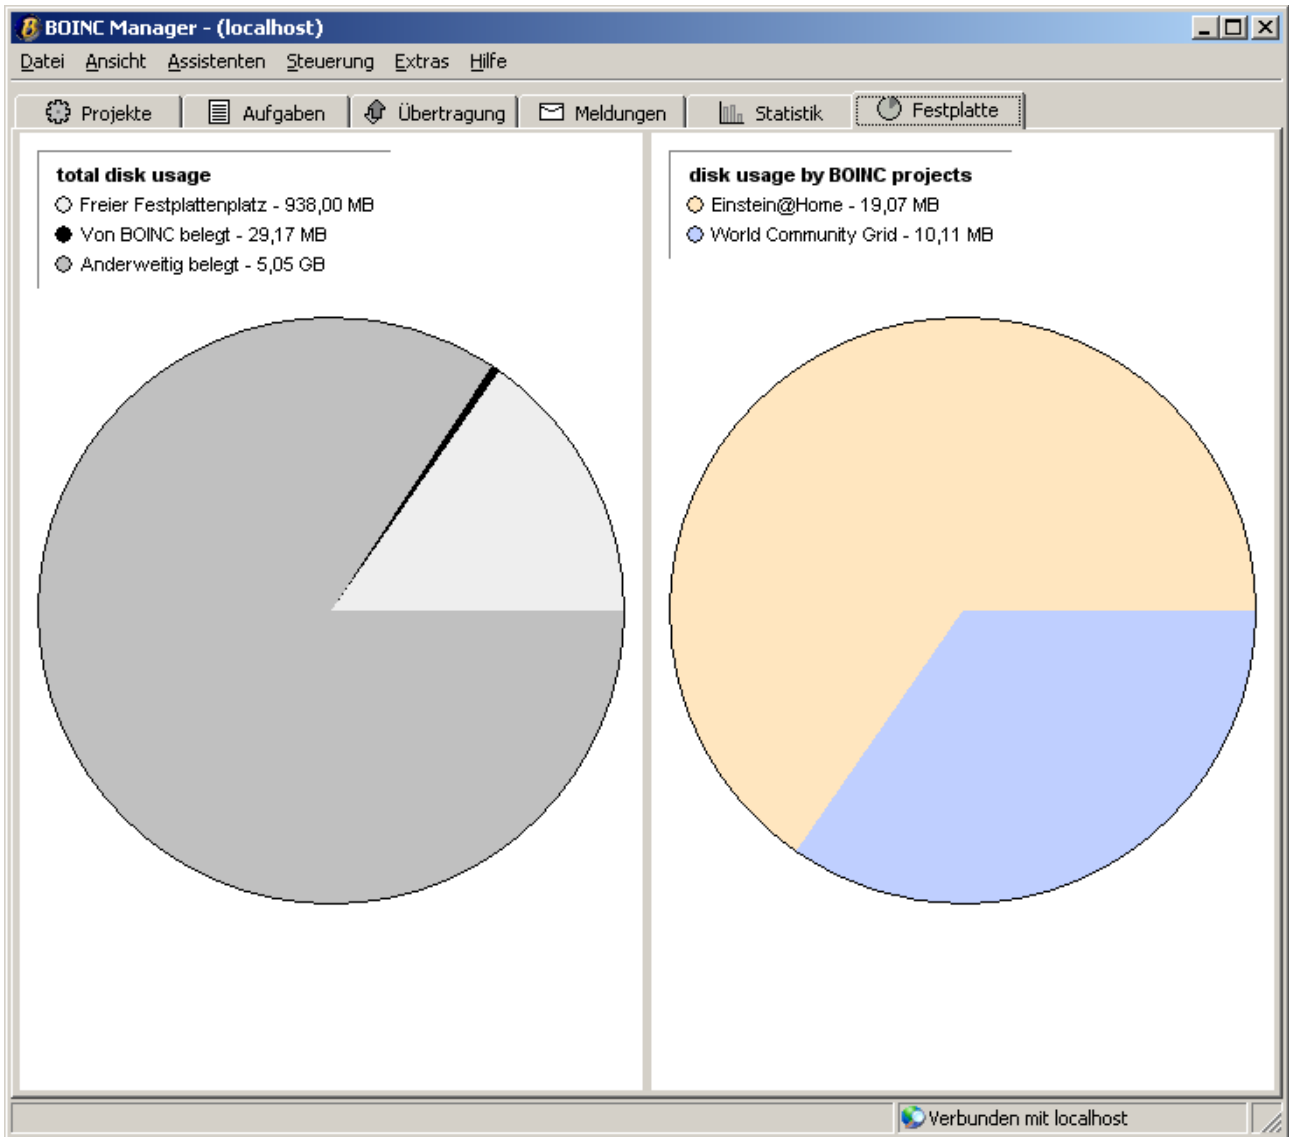 BOINC Manager - (localhost)
Datei Ansicht Assistenten Steuerung Extras Hilfe
Projekte Aufgaben Übertragung Meldungen Statistik Festplatte
total disk usage
Freier Festplattenplatz - 938,00 MB
Von BOINC belegt - 29,17 MB
Anderweitig belegt - 5,05 GB
disk usage by BOINC projects
Einstein@Home - 19,07 MB
World Community Grid - 10,11 MB
Verbunden mit localhost